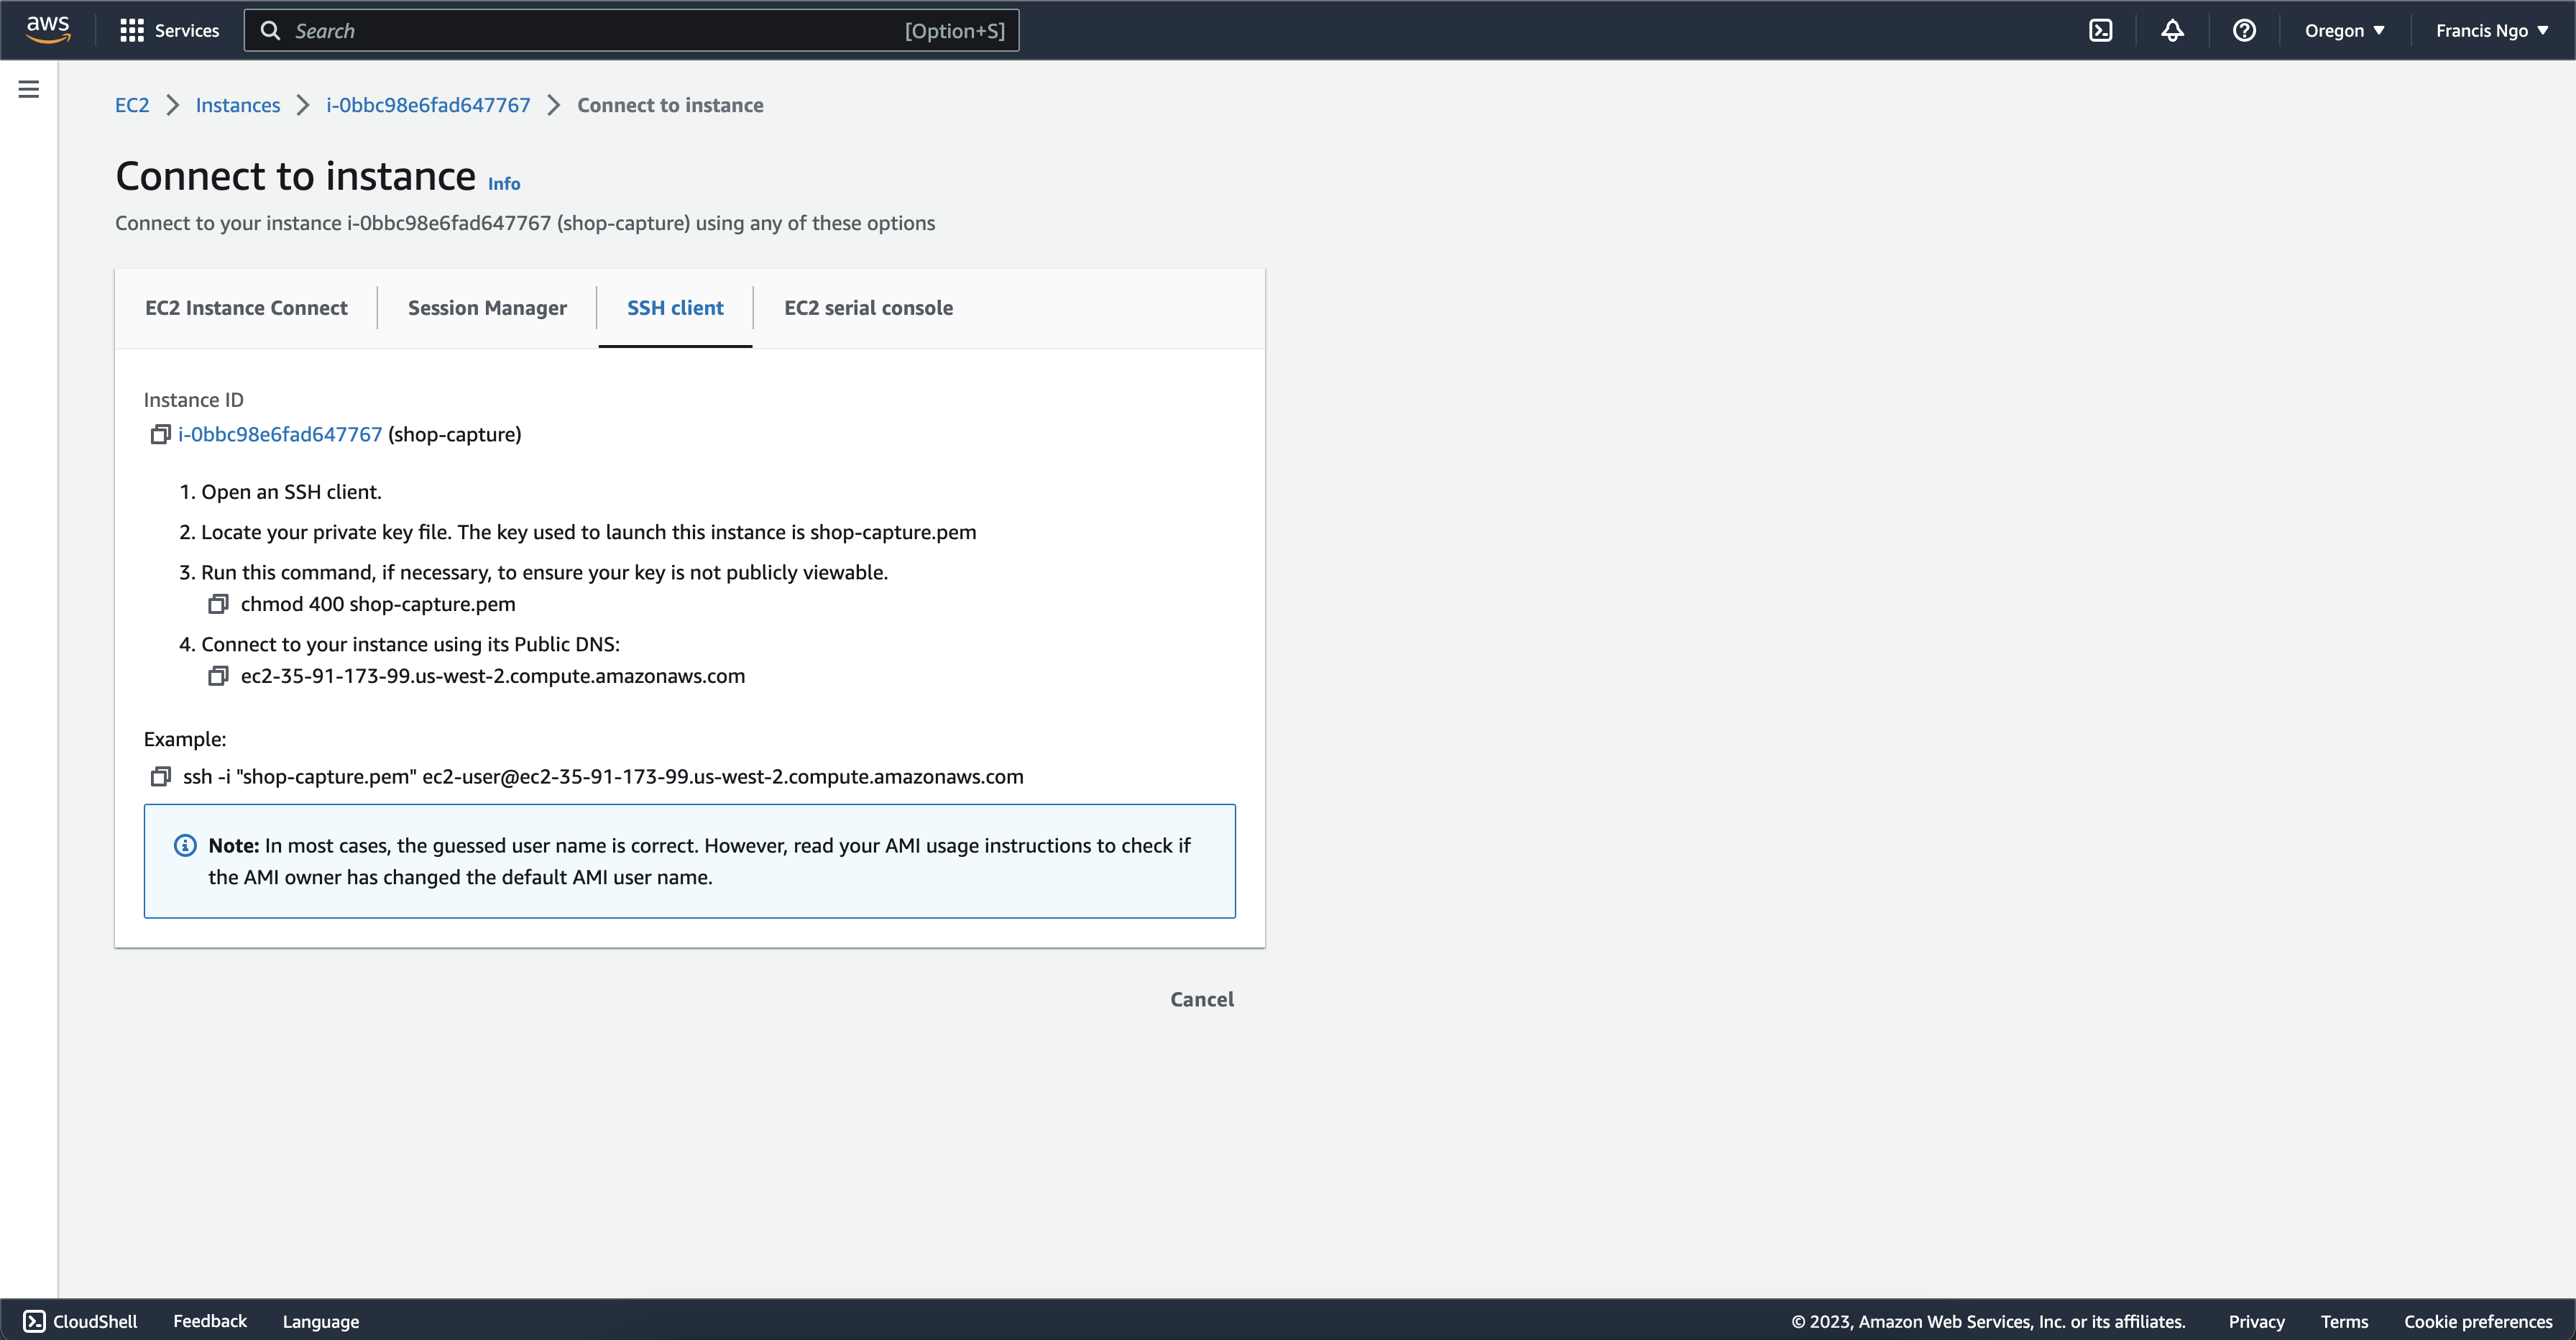 aws
Services
Search
[Option+S]
Oregon
Francis Ngo
EC2
Instances
i-0bbc98e6fad647767
Connect to instance
Connect to instance Info
Connect to your instance i-0bbc98e6fad647767 (shop-capture) using any of these options
EC2 Instance Connect
Session Manager
SSH client
EC2 serial console
Instance ID
i-0bbc98e6fad647767 (shop-capture)
1. Open an SSH client.
2. Locate your private key file. The key used to launch this instance is shop-capture.pem
3. Run this command, if necessary, to ensure your key is not publicly viewable.
chmod 400 shop-capture.pem
4. Connect to your instance using its Public DNS:
ec2-35-91-173-99.us-west-2.compute.amazonaws.com
Example:
ssh -i "shop-capture.pem" ec2-user@ec2-35-91-173-99.us-west-2.compute.amazonaws.com
Note: In most cases, the guessed user name is correct. However, read your AMI usage instructions to check if
the AMI owner has changed the default AMI user name.
Cancel
CloudShell
Feedback
Language
© 2023, Amazon Web Services, Inc. or its affiliates.
Privacy
Terms
Cookie preferences